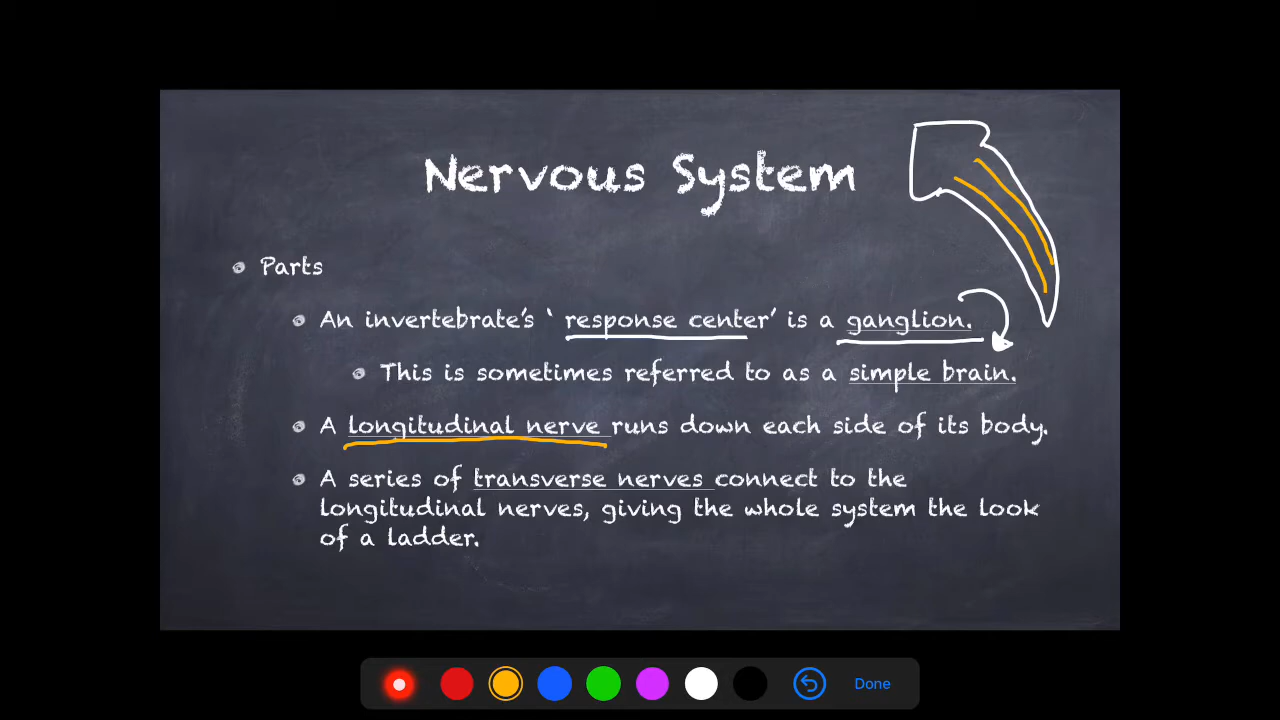 Nervous System
Parts
An invertebrate's ' response center' is a ganglion.
This is sometimes referred to as a simple brain.
A longitudinal nerve runs down each side of its body.
A series of transverse nerves connect to the
longitudinal nerves, giving the whole system the look
of a ladder.
Done